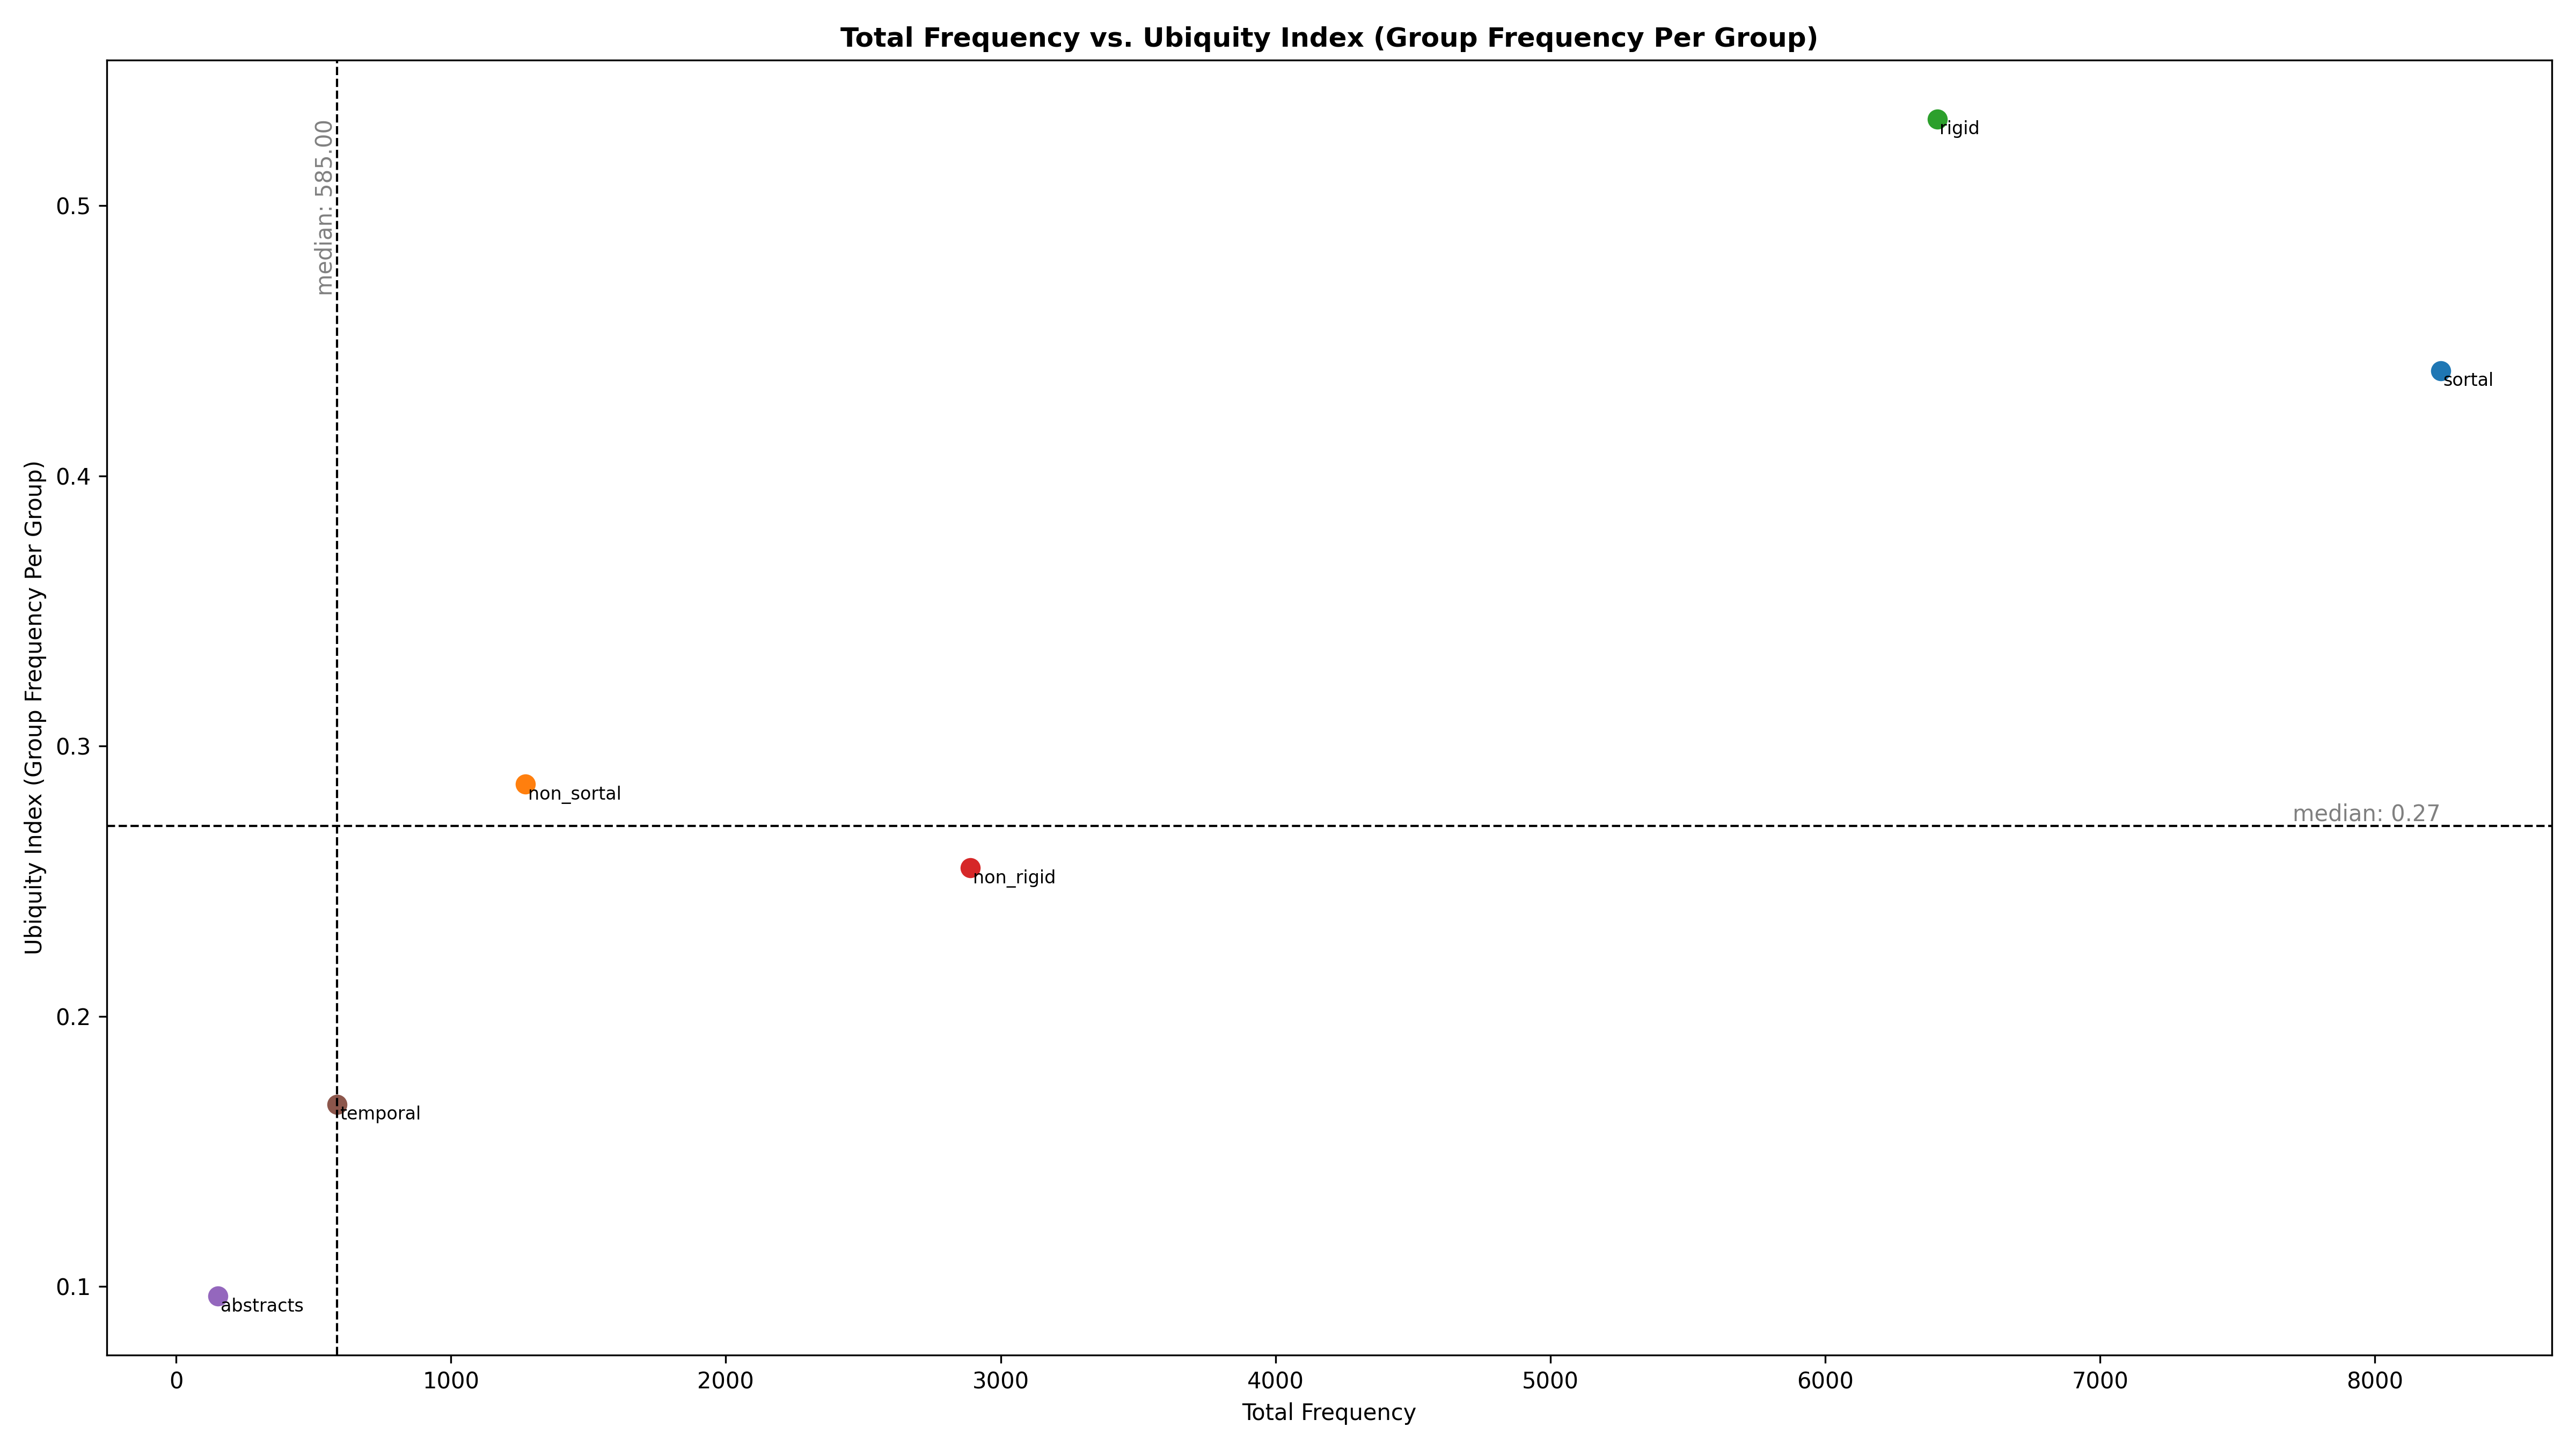 Total Frequency vs. Ubiquity Index (Group Frequency Per Group)
Ubiquity Index (Group Frequency Per Group)
0.5
0.4
0.3
0.2
0.1
median: 585.00
rigid
sortal
non_sortal
median: 0.27
non_rigid
temporal
abstracts
0
1000
2000
3000
4000
5000
6000
7000
8000
Total Frequency